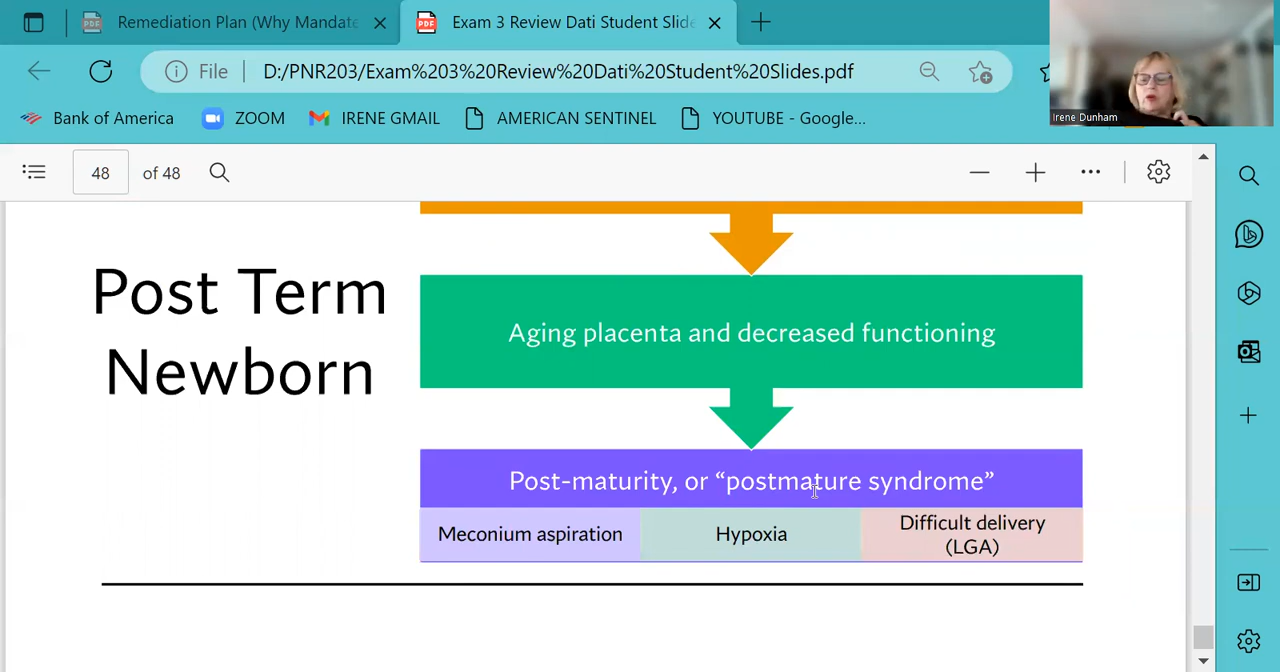 Remediation Plan (Why Mandate
Exam 3 Review Dati Student Slide
File
D:/PNR203/Exam%203%20Review%20Dati%20Student%20Slides.pdf
Bank of America
ZOOM
IRENE GMAIL
AMERICAN SENTINEL
YOUTUBE - Google...
Irene Dunham
48 of 48
Post Term
Newborn
Aging placenta and decreased functioning
Post-maturity, or “postmature syndrome”
Meconium aspiration
Hypoxia
Difficult delivery
(LGA)